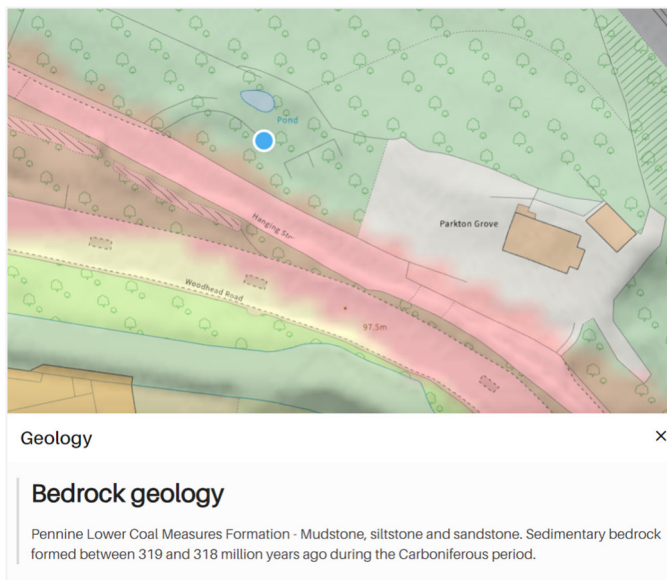 Pond
Parkton Grove
Hanging
Woodhead Road
97.5m
Geology
Bedrock geology
Pennine Lower Coal Measures Formation - Mudstone, siltstone and sandstone. Sedimentary bedrock
formed between 319 and 318 million years ago during the Carboniferous period.